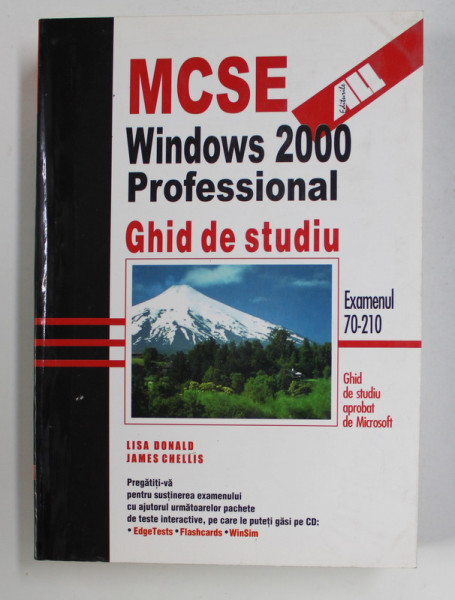 MCSE
Editurile
ALL
Windows 2000
Professional
Ghid de studiu
Examenul
70-210
Ghid
de studiu
aprobat
de Microsoft
LISA DONALD
JAMES CHELLIS
Pregătiți-vă
pentru susținerea examenului
cu ajutorul următoarelor pachete
de teste interactive, pe care le puteți găsi pe CD:
• EdgeTests • Flashcards • WinSim